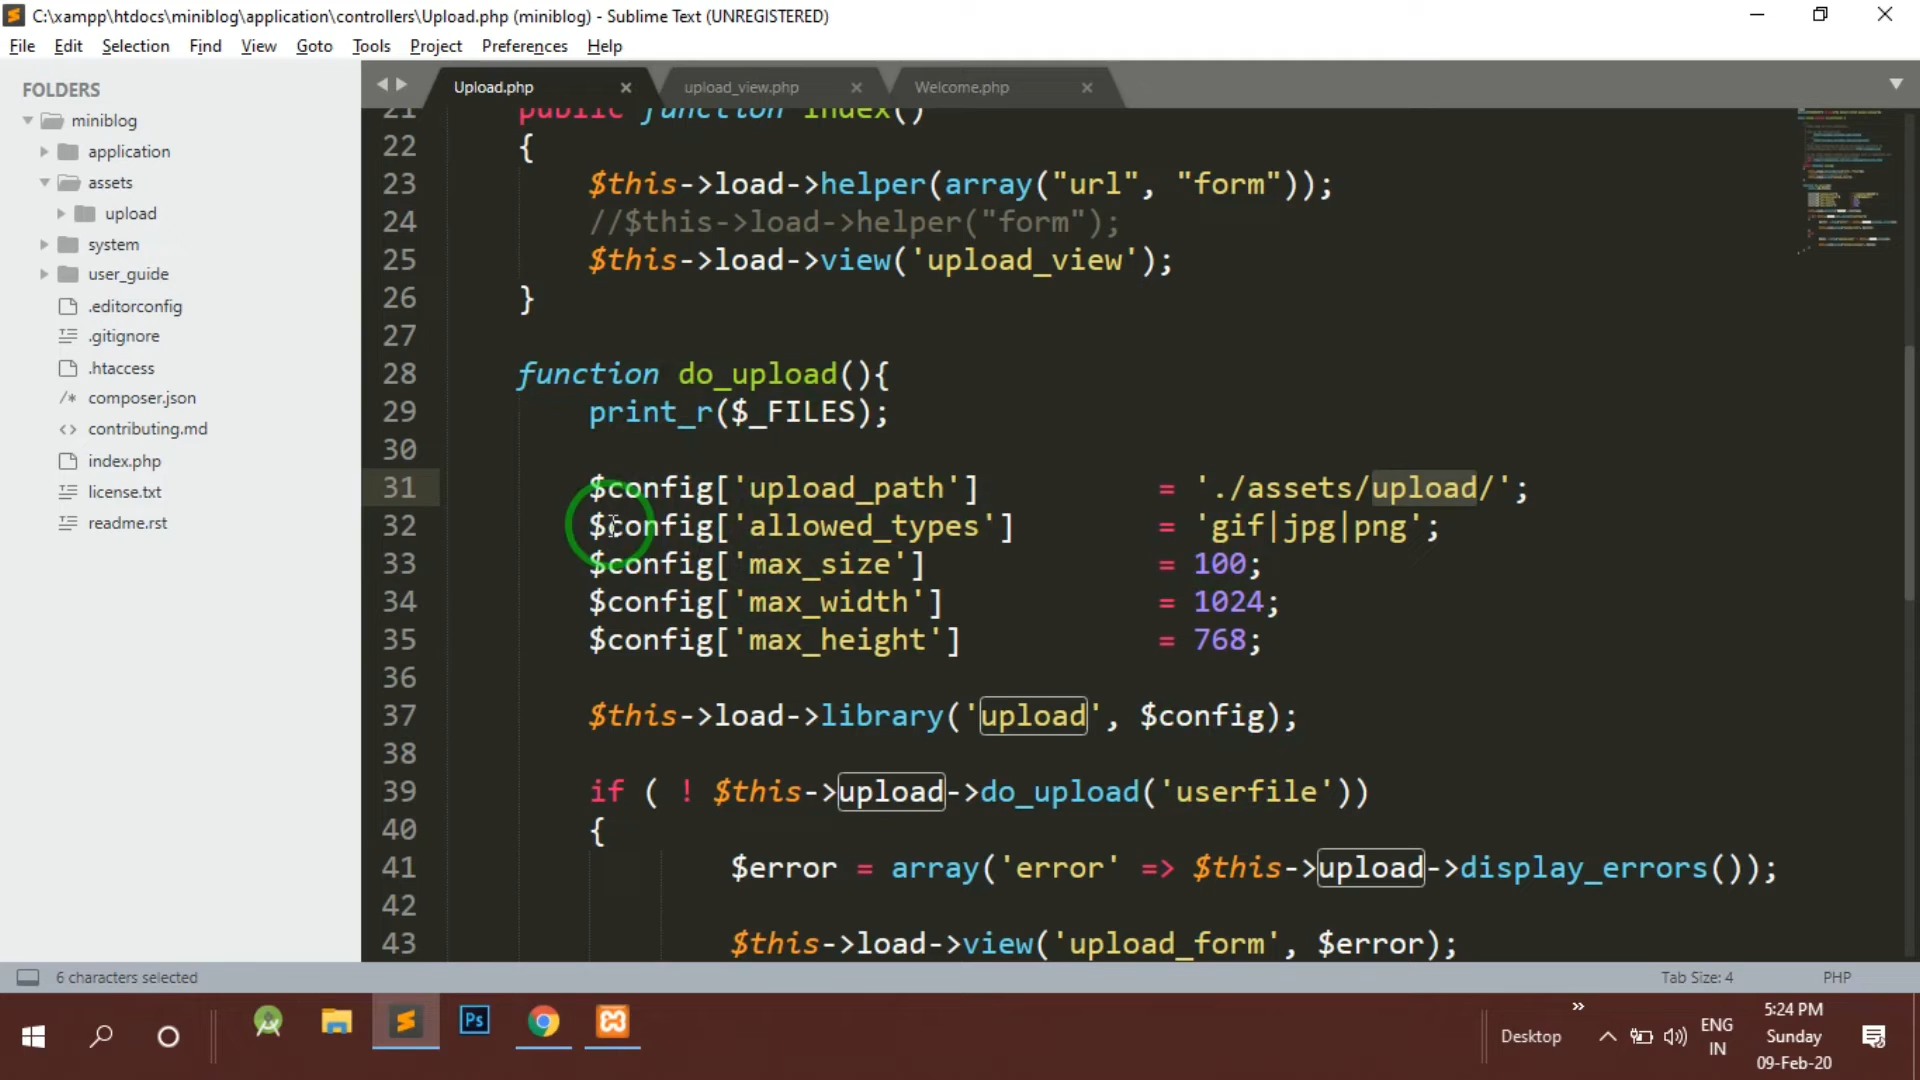 C:\xampp\htdocs\miniblog\application\controllers\Upload.php (miniblog) - Sublime Text (UNREGISTERED)
File Edit Selection Find View Goto Tools Project Preferences Help
FOLDERS
miniblog
application
assets
upload
system
user_guide
.editorconfig
.gitignore
.htaccess
/* composer.json
<> contributing.md
index.php
license.txt
readme.rst
Upload.php × upload_view.php × Welcome.php ×
21 public function index()
22 {
23 $this->load->helper(array("url", "form"));
24 //$this->load->helper("form");
25 $this->load->view('upload_view');
26 }
27
28 function do_upload(){
29 print_r($_FILES);
30
31 $config['upload_path'] = './assets/upload/';
32 $config['allowed_types'] = 'gif|jpg|png';
33 $config['max_size'] = 100;
34 $config['max_width'] = 1024;
35 $config['max_height'] = 768;
36
37 $this->load->library('upload', $config);
38
39 if ( ! $this->upload->do_upload('userfile'))
40 {
41 $error = array('error' => $this->upload->display_errors());
42
43 $this->load->view('upload_form', $error);
6 characters selected Tab Size: 4 PHP
Ps
Desktop
»
ENG
IN
5:24 PM
Sunday
09-Feb-20